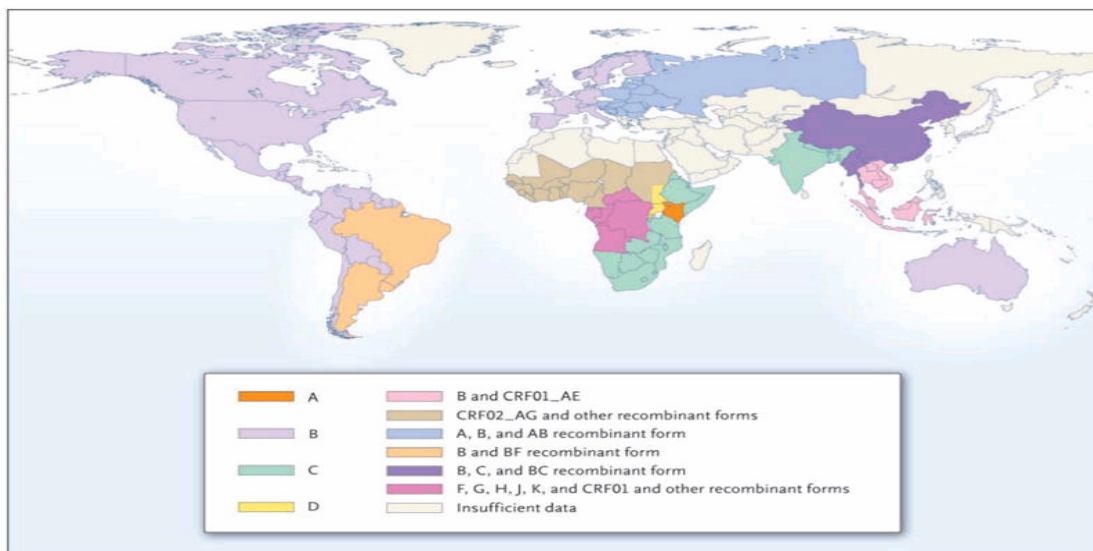 A
B and CRF01_AE
CRF02_AG and other recombinant forms
B
A, B, and AB recombinant form
B and BF recombinant form
C
B, C, and BC recombinant form
F, G, H, J, K, and CRF01 and other recombinant forms
D
Insufficient data